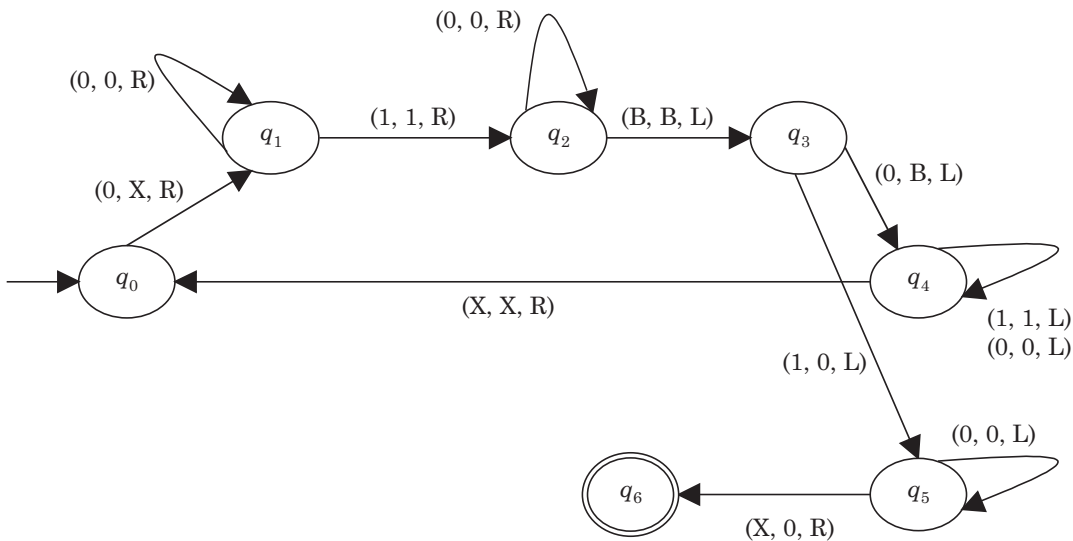 (0, 0, R)
(0, 0, R)
(1, 1, R)
(B, B, L)
q1
q2
q3
(0, X, R)
(0, B, L)
q0
q4
(X, X, R)
(1, 1, L)
(0, 0, L)
(1, 0, L)
(0, 0, L)
q6
q5
(X, 0, R)